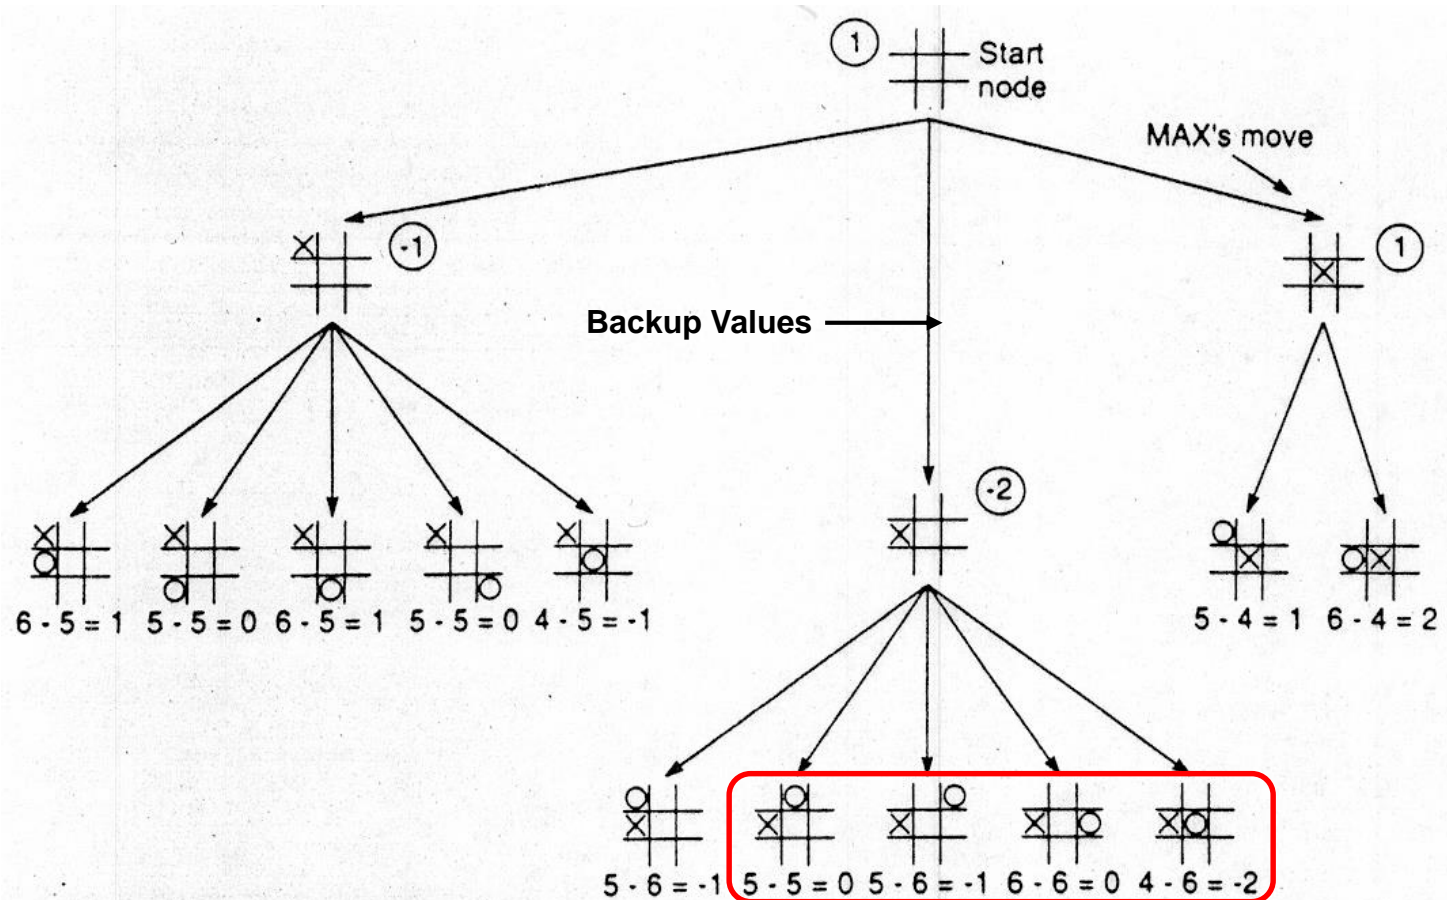 1
Start
node
MAX's move
X
-1
X
1
Backup Values
-2
X
X
O
X
O
X
O
X
O
X
O
O
X
O X
6 - 5 = 1 5 - 5 = 0 6 - 5 = 1 5 - 5 = 0 4 - 5 = -1
5 - 4 = 1 6 - 4 = 2
O
X
O
X
O
X
X O
X O
5 - 6 = -1 5 - 5 = 0 5 - 6 = -1 6 - 6 = 0 4 - 6 = -2